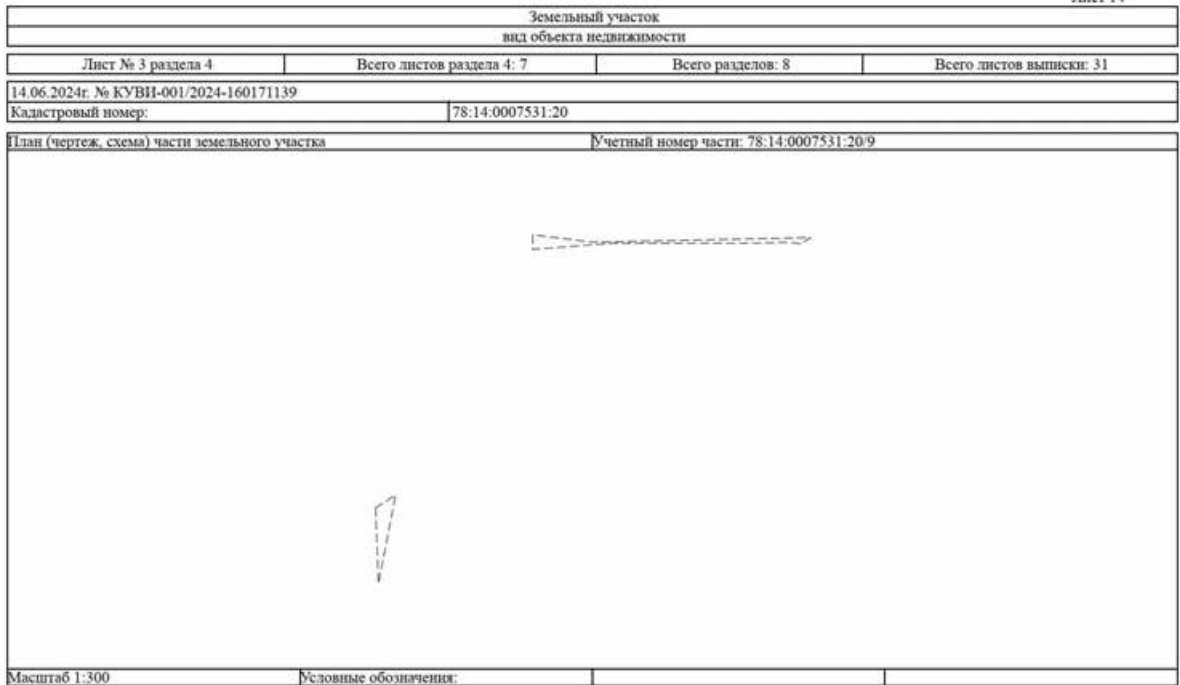 Земельный участок
вид объекта недвижимости
Лист № 3 раздела 4 Всего листов раздела 4: 7 Всего разделов: 8 Всего листов выписки: 31
14.06.2024г. № КУВИ-001/2024-160171139
Кадастровый номер: 78:14:0007531:20
План (чертеж, схема) части земельного участка Учетный номер части: 78:14:0007531:20/9
Масштаб 1:300 Условные обозначения: